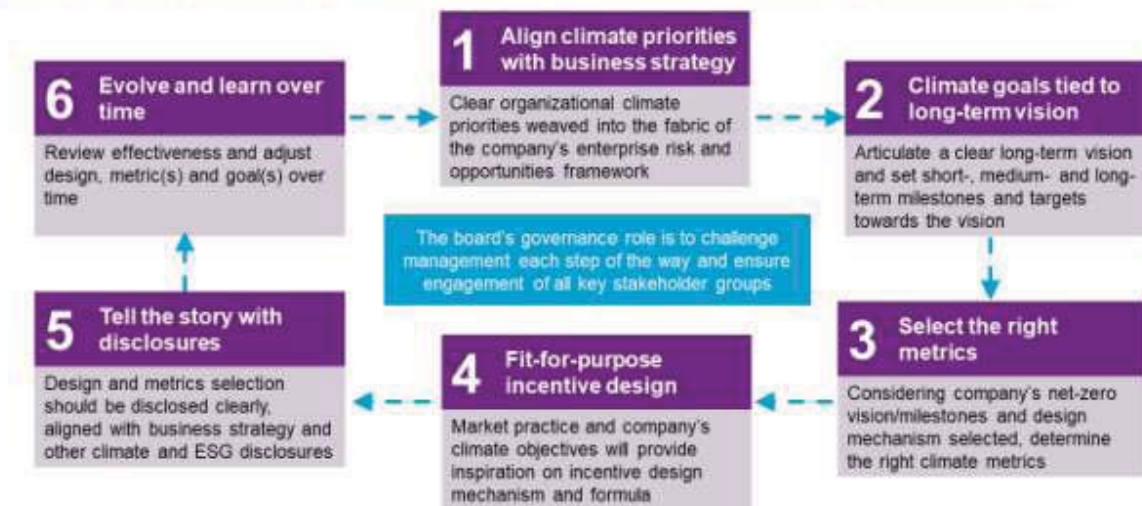 1
Align climate priorities
with business strategy
Clear organizational climate
priorities weaved into the fabric of
the company's enterprise risk and
opportunities framework
2
Climate goals tied to
long-term vision
Articulate a clear long-term vision
and set short-, medium- and long-
term milestones and targets
towards the vision
3
Select the right
metrics
Considering company's net-zero
vision/milestones and design
mechanism selected, determine
the right climate metrics
4
Fit-for-purpose
incentive design
Market practice and company's
climate objectives will provide
inspiration on incentive design
mechanism and formula
5
Tell the story with
disclosures
Design and metrics selection
should be disclosed clearly,
aligned with business strategy and
other climate and ESG disclosures
6
Evolve and learn over
time
Review effectiveness and adjust
design, metric(s) and goal(s) over
time
The board's governance role is to challenge
management each step of the way and ensure
engagement of all key stakeholder groups